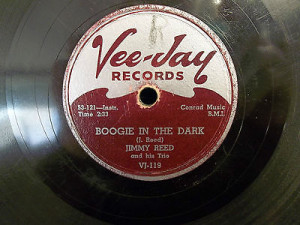 R
Vee-Jay
RECORDS
53-121—Instr. Conrad Music
Time 2:33 B.M.I.
BOOGIE IN THE DARK
(J. Reed)
JIMMY REED
and his Trio
VJ-119